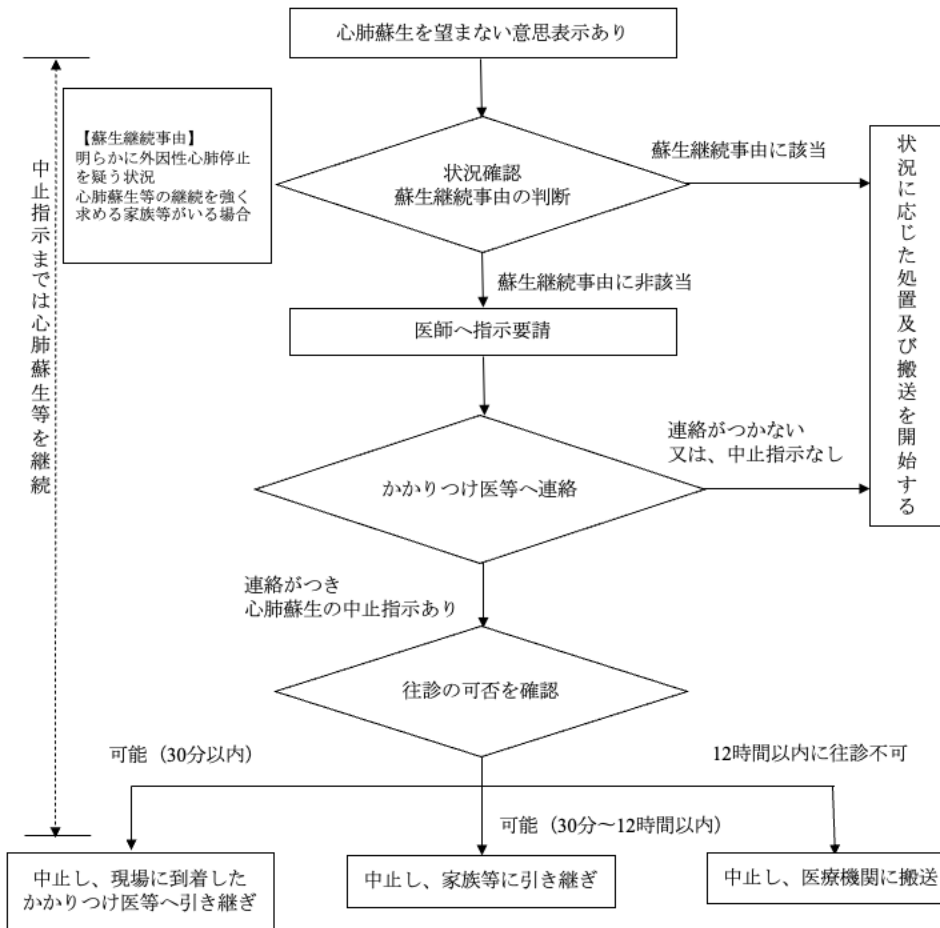 心肺蘇生を望まない意思表示あり
中止指示までは心肺蘇生等を継続
【蘇生継続事由】
明らかに外因性心肺停止
を疑う状況
心肺蘇生等の継続を強く
求める家族等がいる場合
状況確認
蘇生継続事由の判断
蘇生継続事由に該当
状況に応じた処置及び搬送を開始する
蘇生継続事由に非該当
医師へ指示要請
連絡がつかない
又は、中止指示なし
かかりつけ医等へ連絡
連絡がつき
心肺蘇生の中止指示あり
往診の可否を確認
可能（30分以内）
12時間以内に往診不可
可能（30分～12時間以内）
中止し、現場に到着した
かかりつけ医等へ引き継ぎ
中止し、家族等に引き継ぎ
中止し、医療機関に搬送